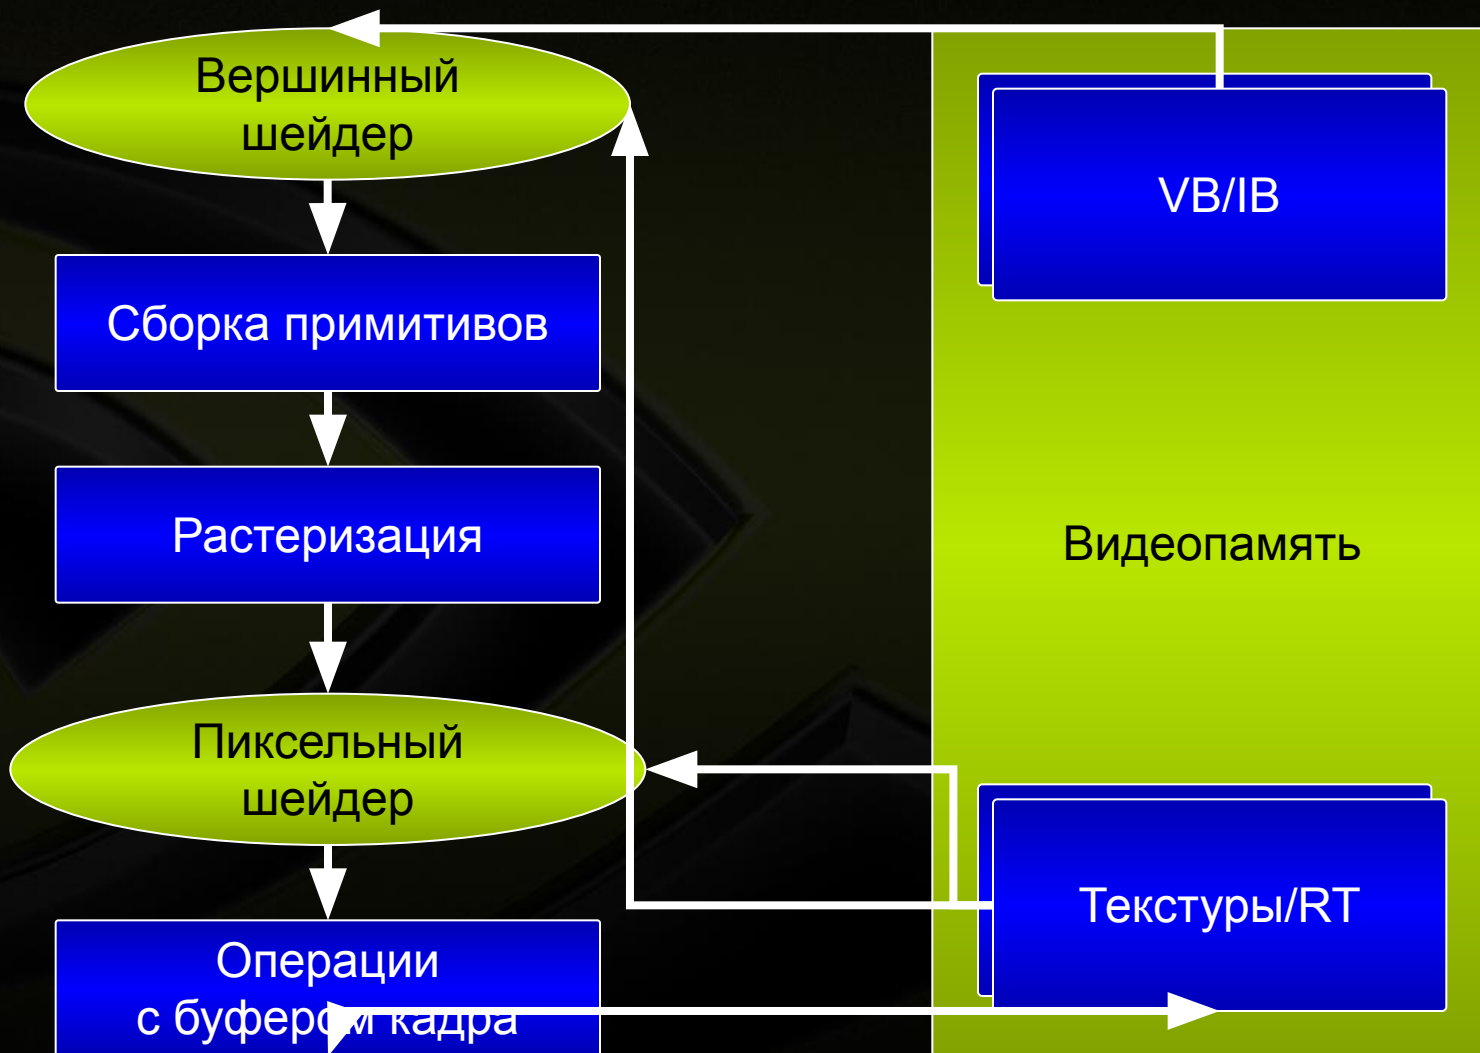 Вершинный
шейдер
VB/IB
Сборка примитивов
Растеризация
Видеопамять
Пиксельный
шейдер
Текстуры/RT
Операции
с буфером кадра